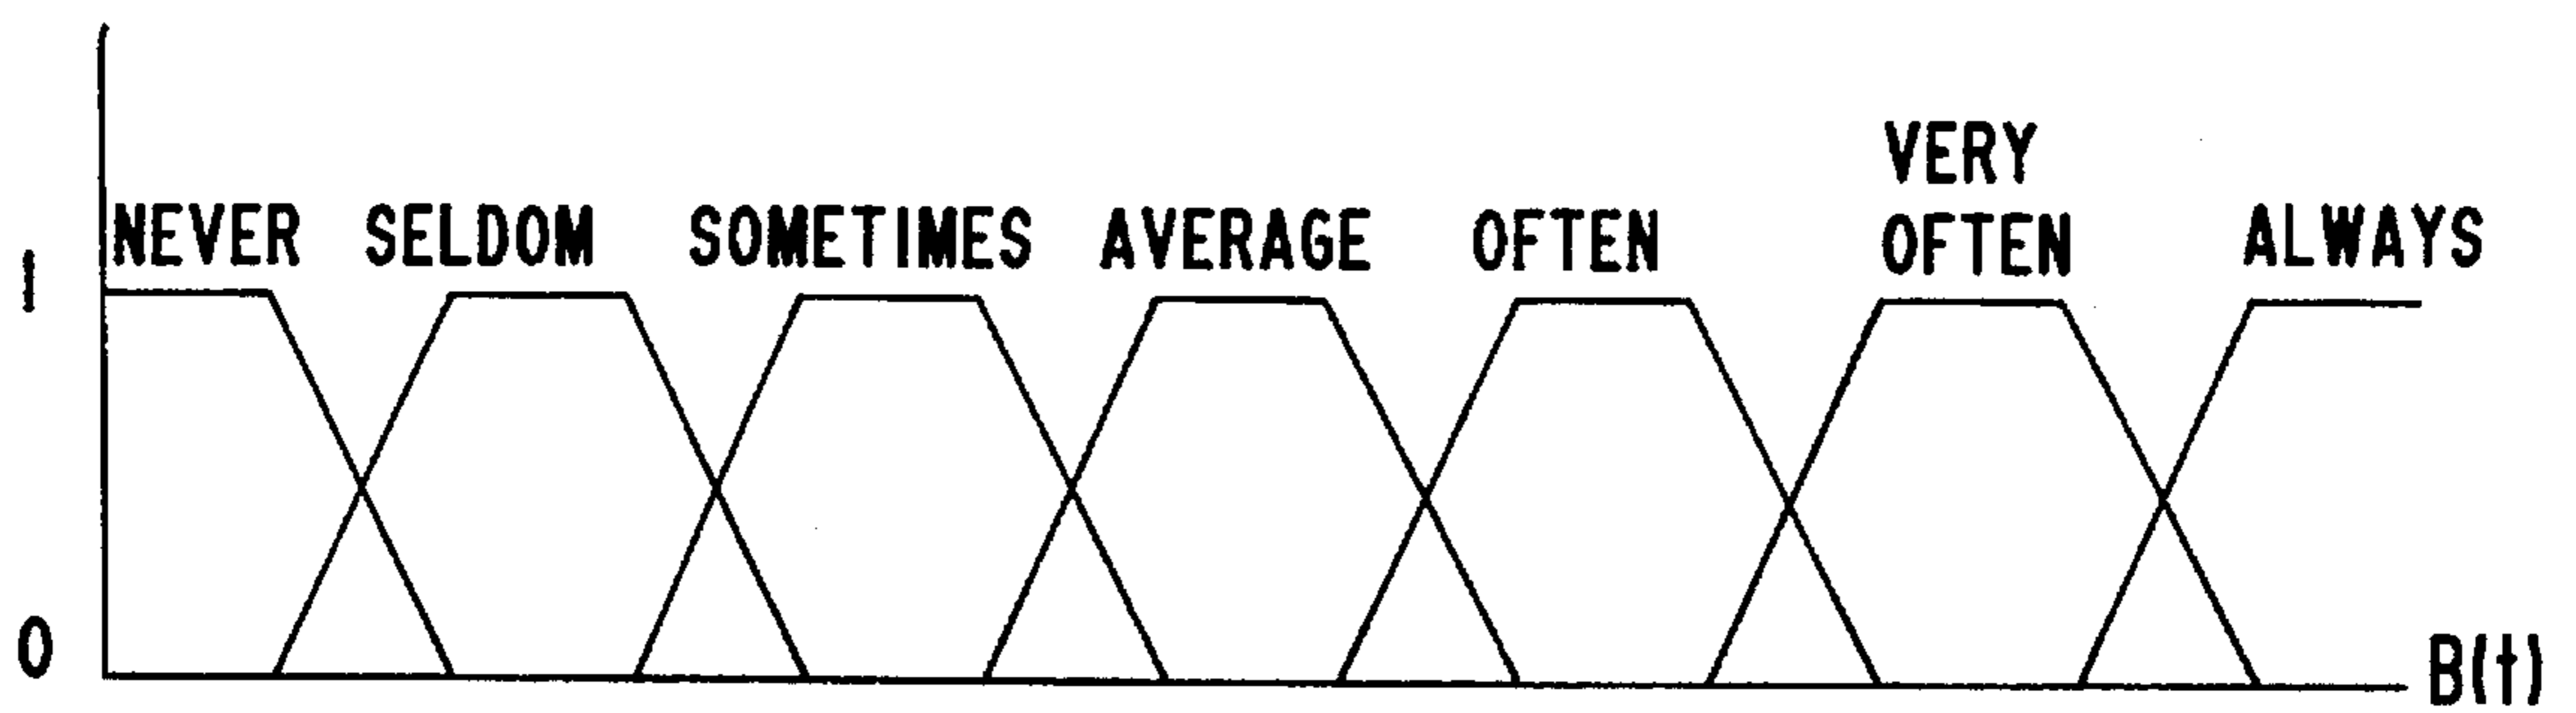 VERY
NEVER SELDOM SOMETIMES AVERAGE OFTEN OFTEN ALWAYS
1
0
B(t)